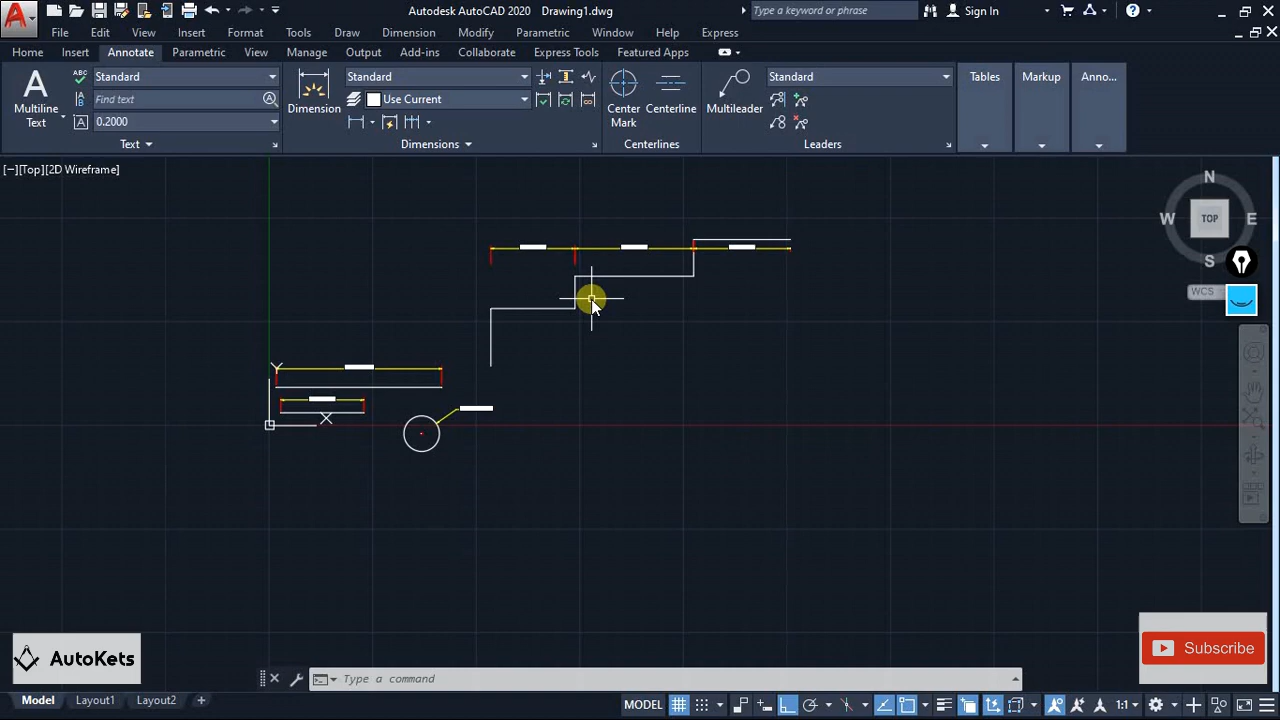 Autodesk AutoCAD 2020 Drawing1.dwg
Type a keyword or phrase
Sign In
File Edit View Insert Format Tools Draw Dimension Modify Parametric Window Help Express
Home Insert Annotate Parametric View Manage Output Add-ins Collaborate Express Tools Featured Apps
Multiline
Text
Standard
Find text
0.2000
Text
Dimension
Standard
Use Current
Dimensions
Center
Mark
Centerline
Centerlines
Multileader
Standard
Leaders
Tables
Markup
Anno...
[−][Top][2D Wireframe]
N
W TOP E
S
WCS
Y
X
AutoKets
Subscribe
Type a command
Model Layout1 Layout2 +
MODEL
1:1